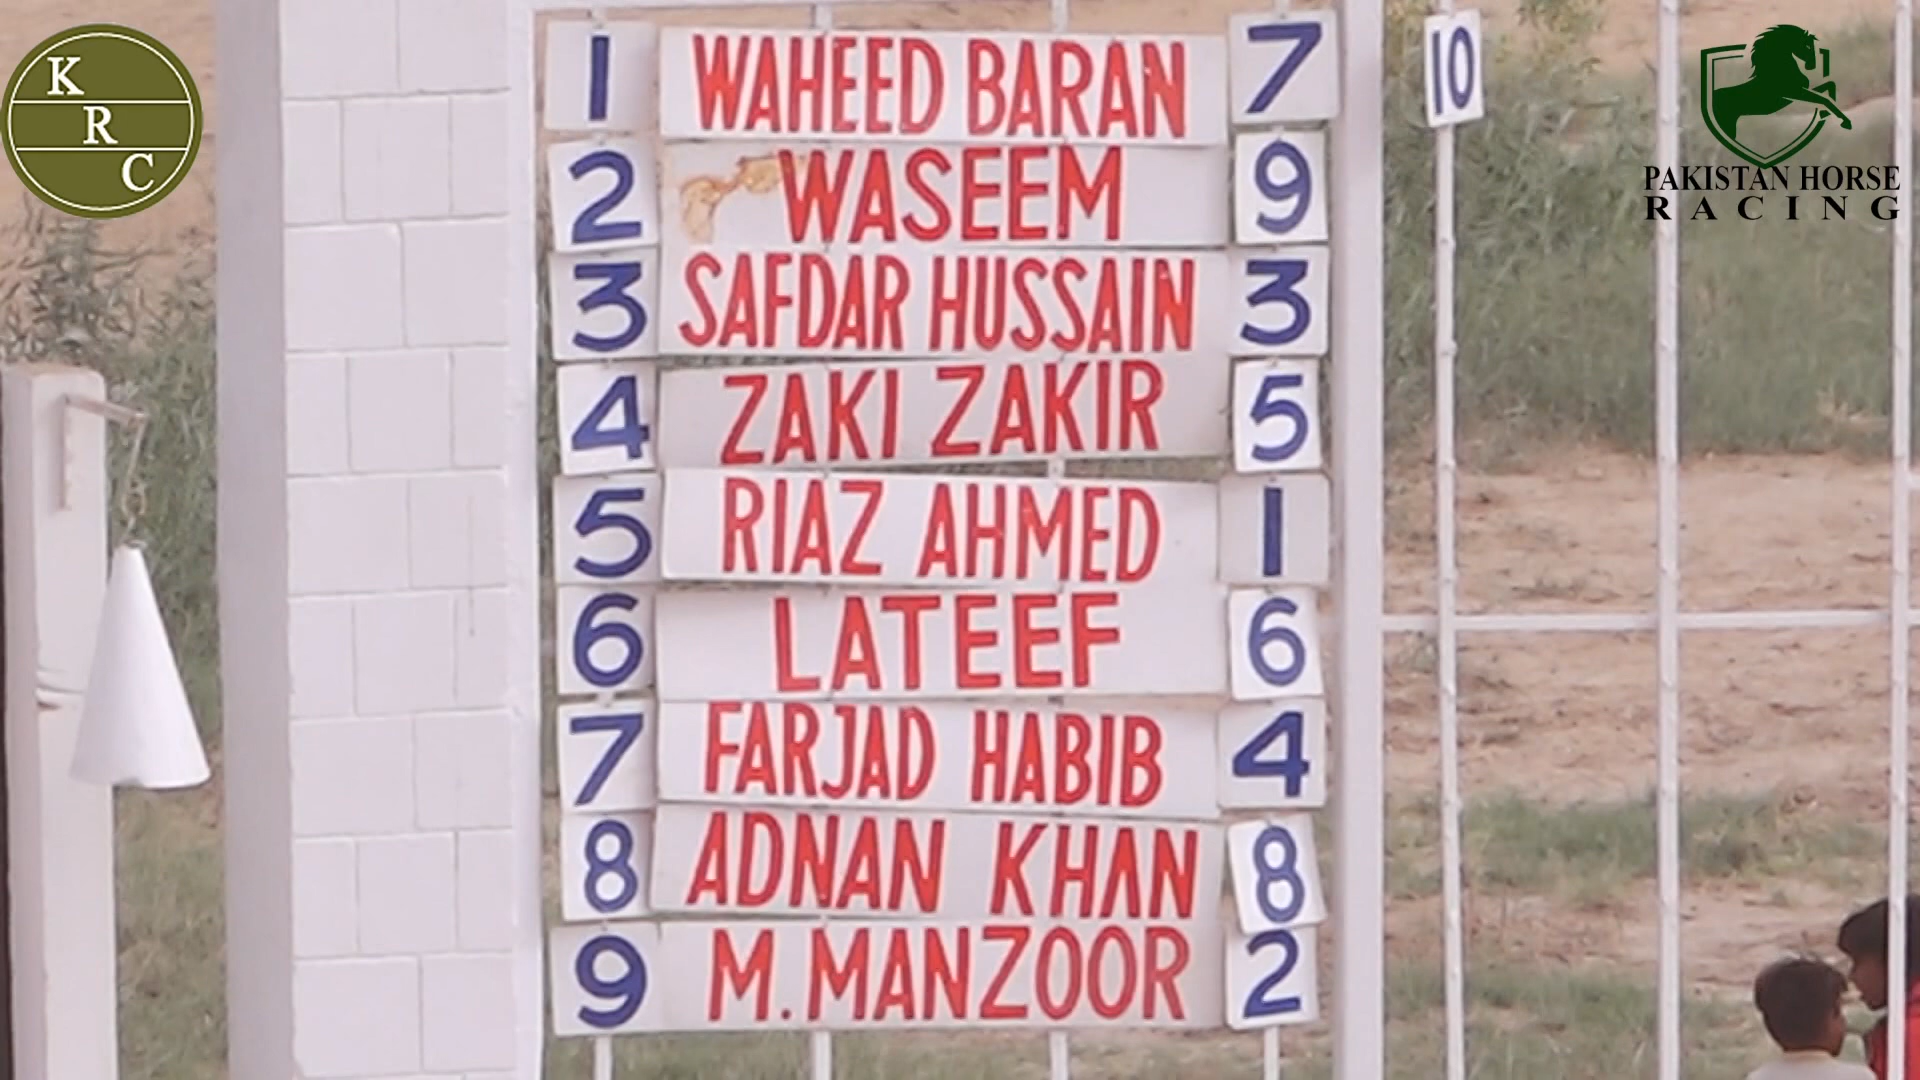 K
R
C
1 WAHEED BARAN 7
10
2 WASEEM 9
3 SAFDAR HUSSAIN 3
4 ZAKI ZAKIR 5
5 RIAZ AHMED 1
6 LATEEF 6
7 FARJAD HABIB 4
8 ADNAN KHAN 8
9 M.MANZOOR 2
PAKISTAN HORSE
RACING